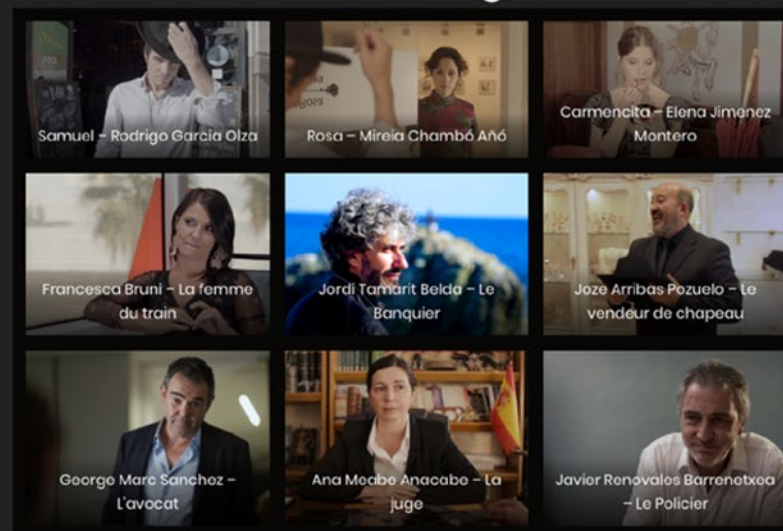 Samuel – Rodrigo Garcia Olza
Rosa – Mireia Chambó Añó
Carmencita – Elena Jimenez
Montero
Francesca Bruni – La femme
du train
Jordi Tamarit Belda – Le
Banquier
Joze Arribas Pozuelo – Le
vendeur de chapeau
George Marc Sanchez –
L'avocat
Ana Meabe Anacabe – La
juge
Javier Renovales Barrenetxea
– Le Policier